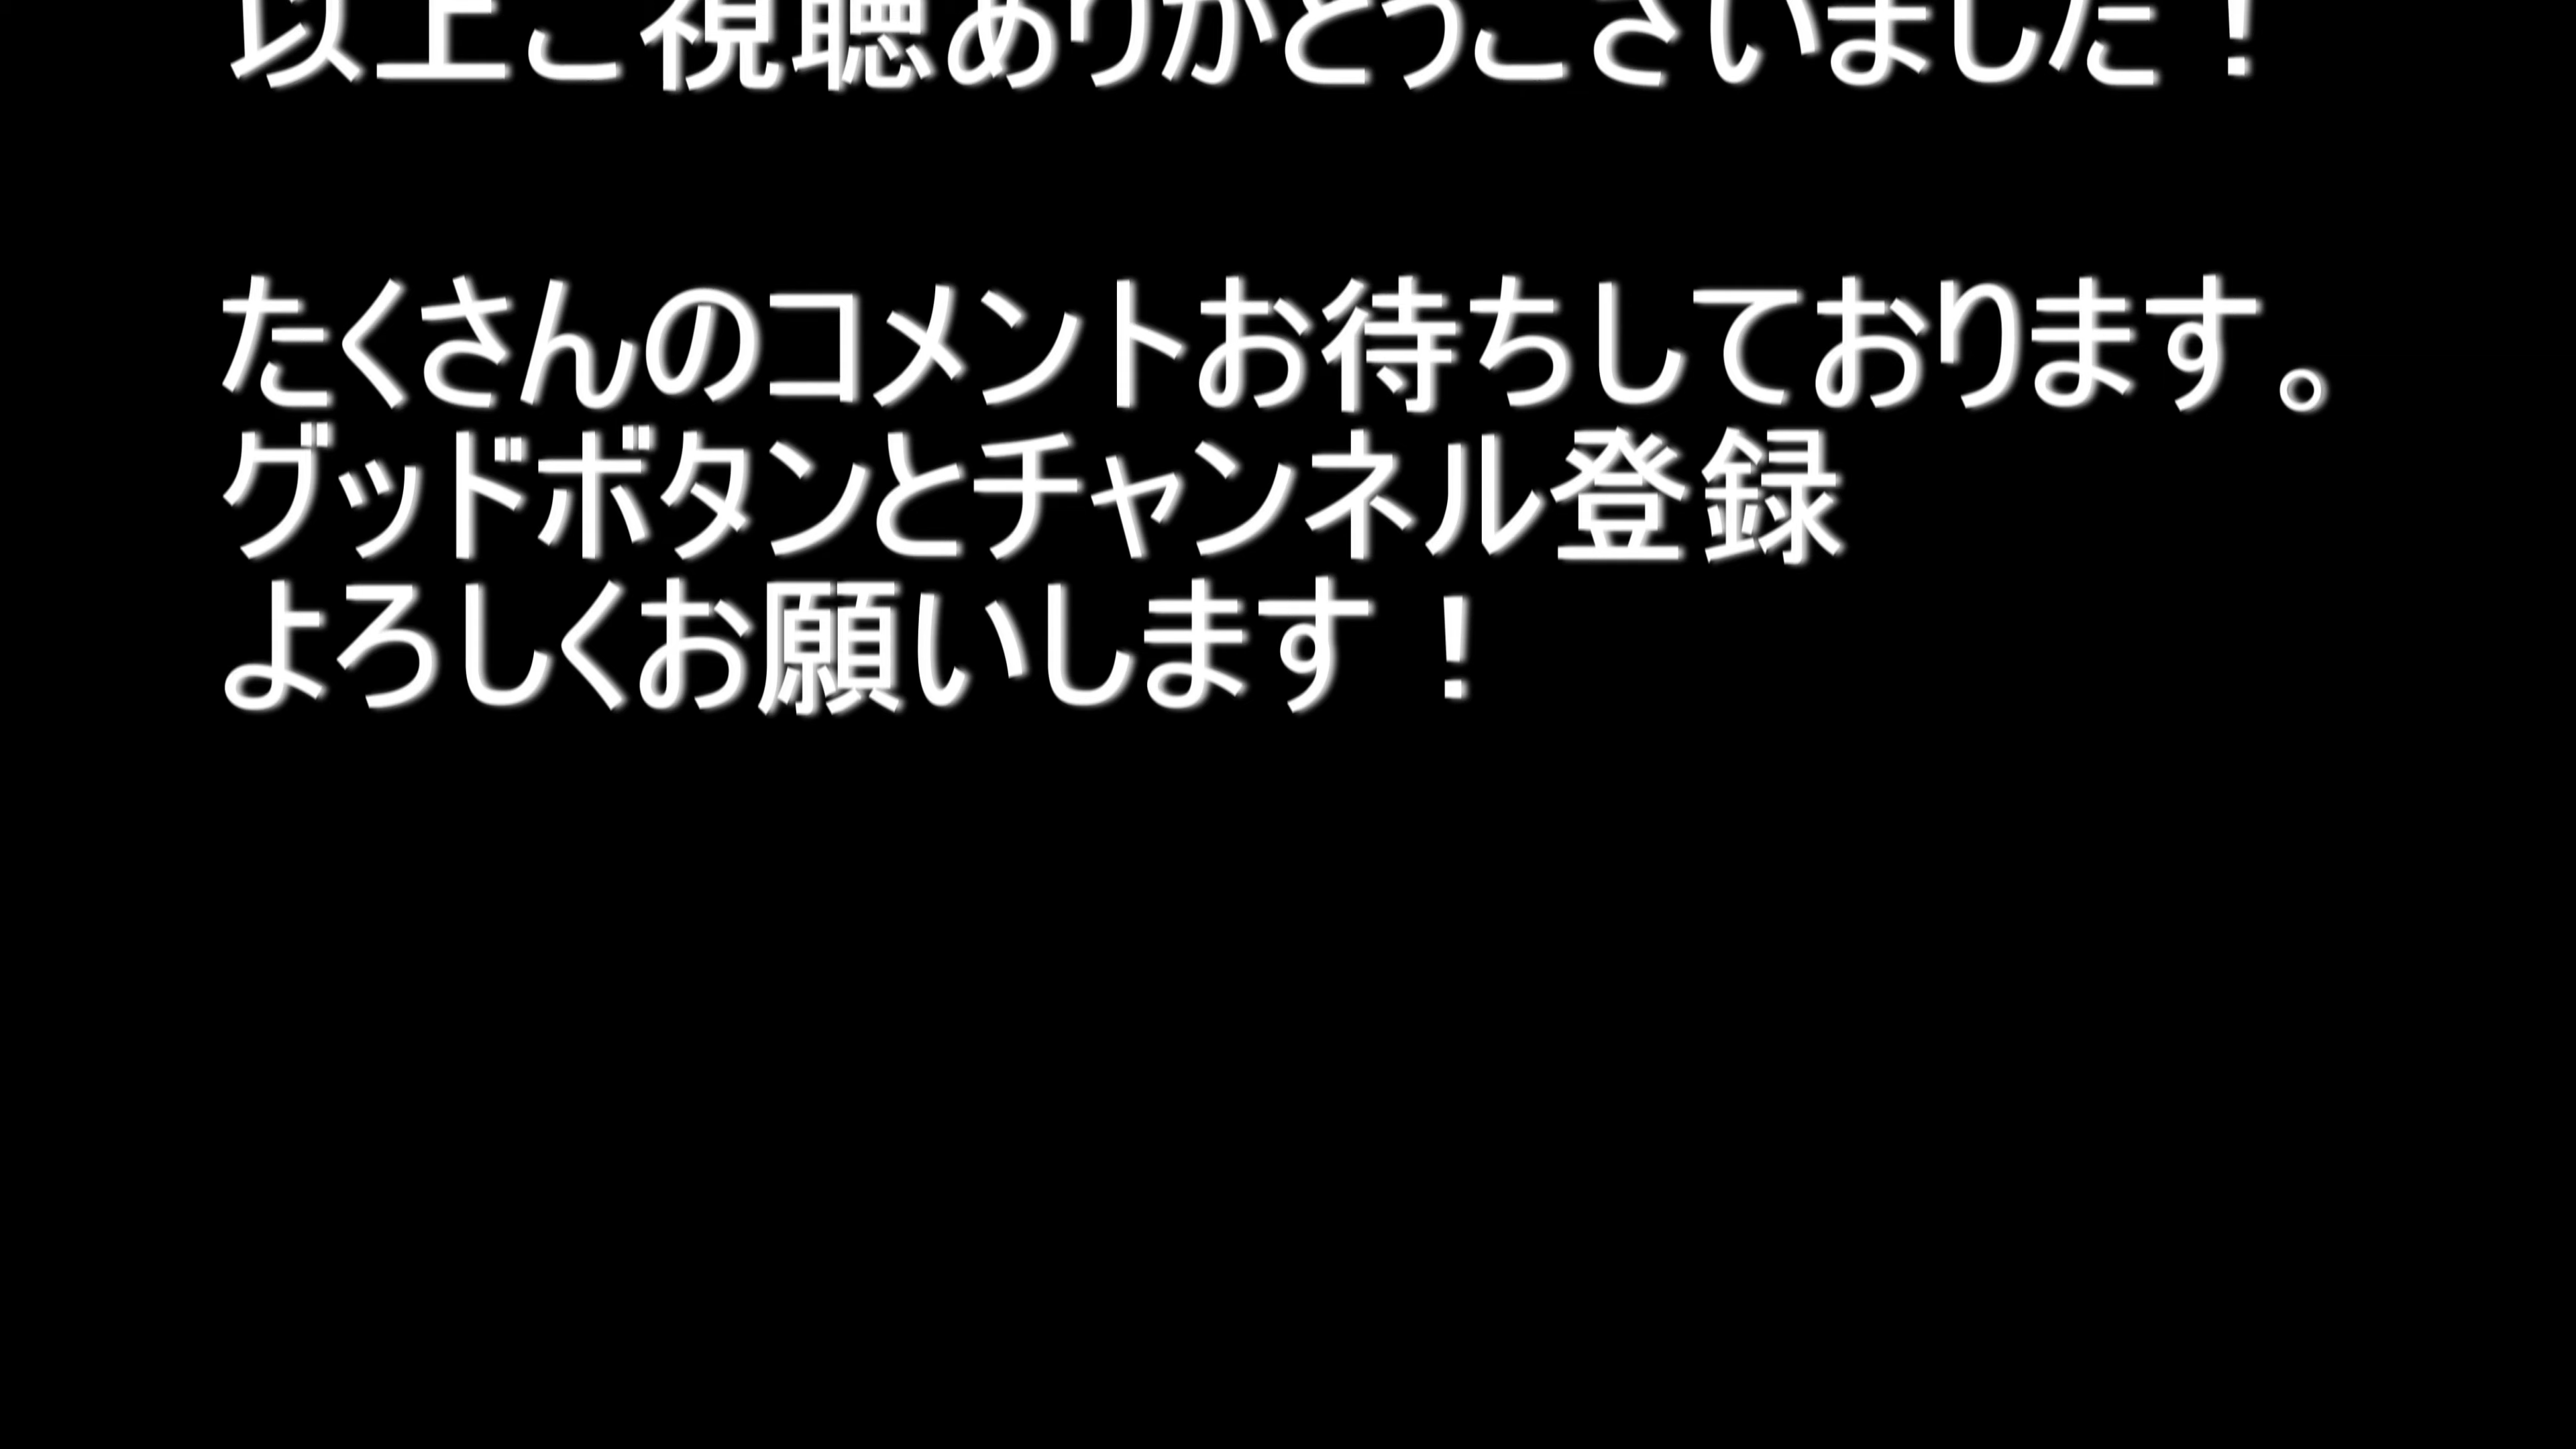 以上ご視聴ありがとうございました！
たくさんのコメントお待ちしております。
グッドボタンとチャンネル登録
よろしくお願いします！